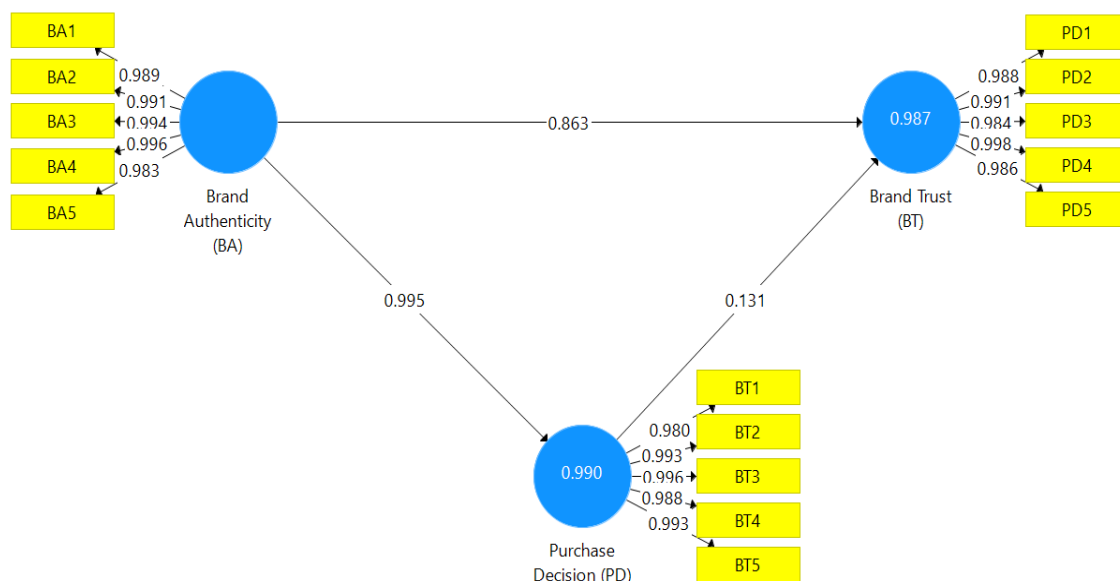 BA1
BA2
BA3
BA4
BA5
0.989
0.991
0.994
0.996
0.983
Brand
Authenticity
(BA)
0.863
0.987
Brand Trust
(BT)
0.988
0.991
0.984
0.998
0.986
PD1
PD2
PD3
PD4
PD5
0.995
0.131
0.990
Purchase
Decision (PD)
0.980
0.993
0.996
0.988
0.993
BT1
BT2
BT3
BT4
BT5